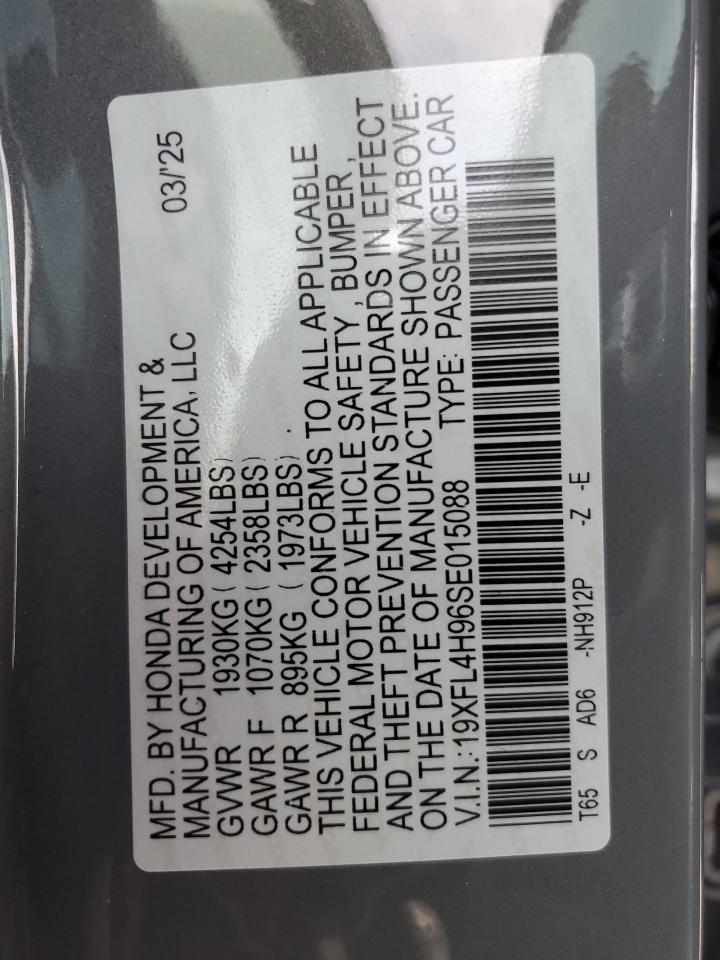 MFD. BY HONDA DEVELOPMENT & 03/'25
MANUFACTURING OF AMERICA, LLC
GVWR 1930KG ( 4254LBS)
GAWR F 1070KG ( 2358LBS)
GAWR R 895KG ( 1973LBS)
THIS VEHICLE CONFORMS TO ALL APPLICABLE
FEDERAL MOTOR VEHICLE SAFETY , BUMPER ,
AND THEFT PREVENTION STANDARDS IN EFFECT
ON THE DATE OF MANUFACTURE SHOWN ABOVE.
V.I.N.:19XFL4H96SE015088 TYPE: PASSENGER CAR
T65 S AD6 -NH912P -Z -E